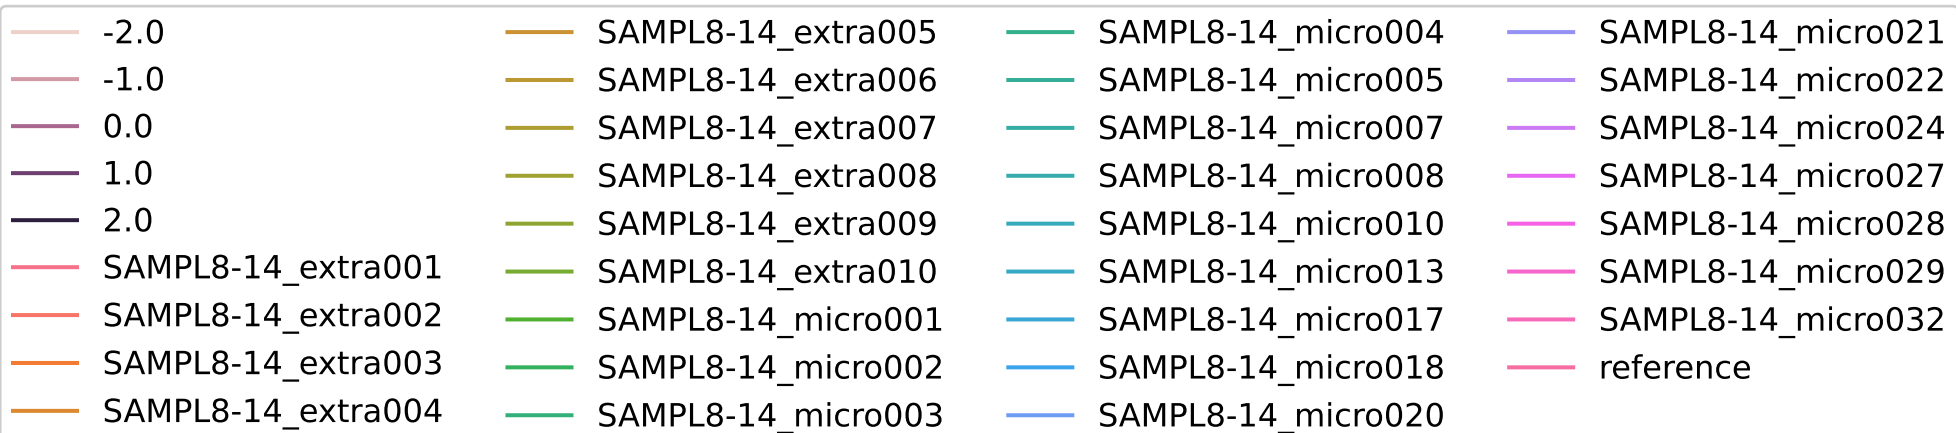 -2.0
-1.0
0.0
1.0
2.0
SAMPL8-14_extra001
SAMPL8-14_extra002
SAMPL8-14_extra003
SAMPL8-14_extra004
SAMPL8-14_extra005
SAMPL8-14_extra006
SAMPL8-14_extra007
SAMPL8-14_extra008
SAMPL8-14_extra009
SAMPL8-14_extra010
SAMPL8-14_micro001
SAMPL8-14_micro002
SAMPL8-14_micro003
SAMPL8-14_micro004
SAMPL8-14_micro005
SAMPL8-14_micro007
SAMPL8-14_micro008
SAMPL8-14_micro010
SAMPL8-14_micro013
SAMPL8-14_micro017
SAMPL8-14_micro018
SAMPL8-14_micro020
SAMPL8-14_micro021
SAMPL8-14_micro022
SAMPL8-14_micro024
SAMPL8-14_micro027
SAMPL8-14_micro028
SAMPL8-14_micro029
SAMPL8-14_micro032
reference